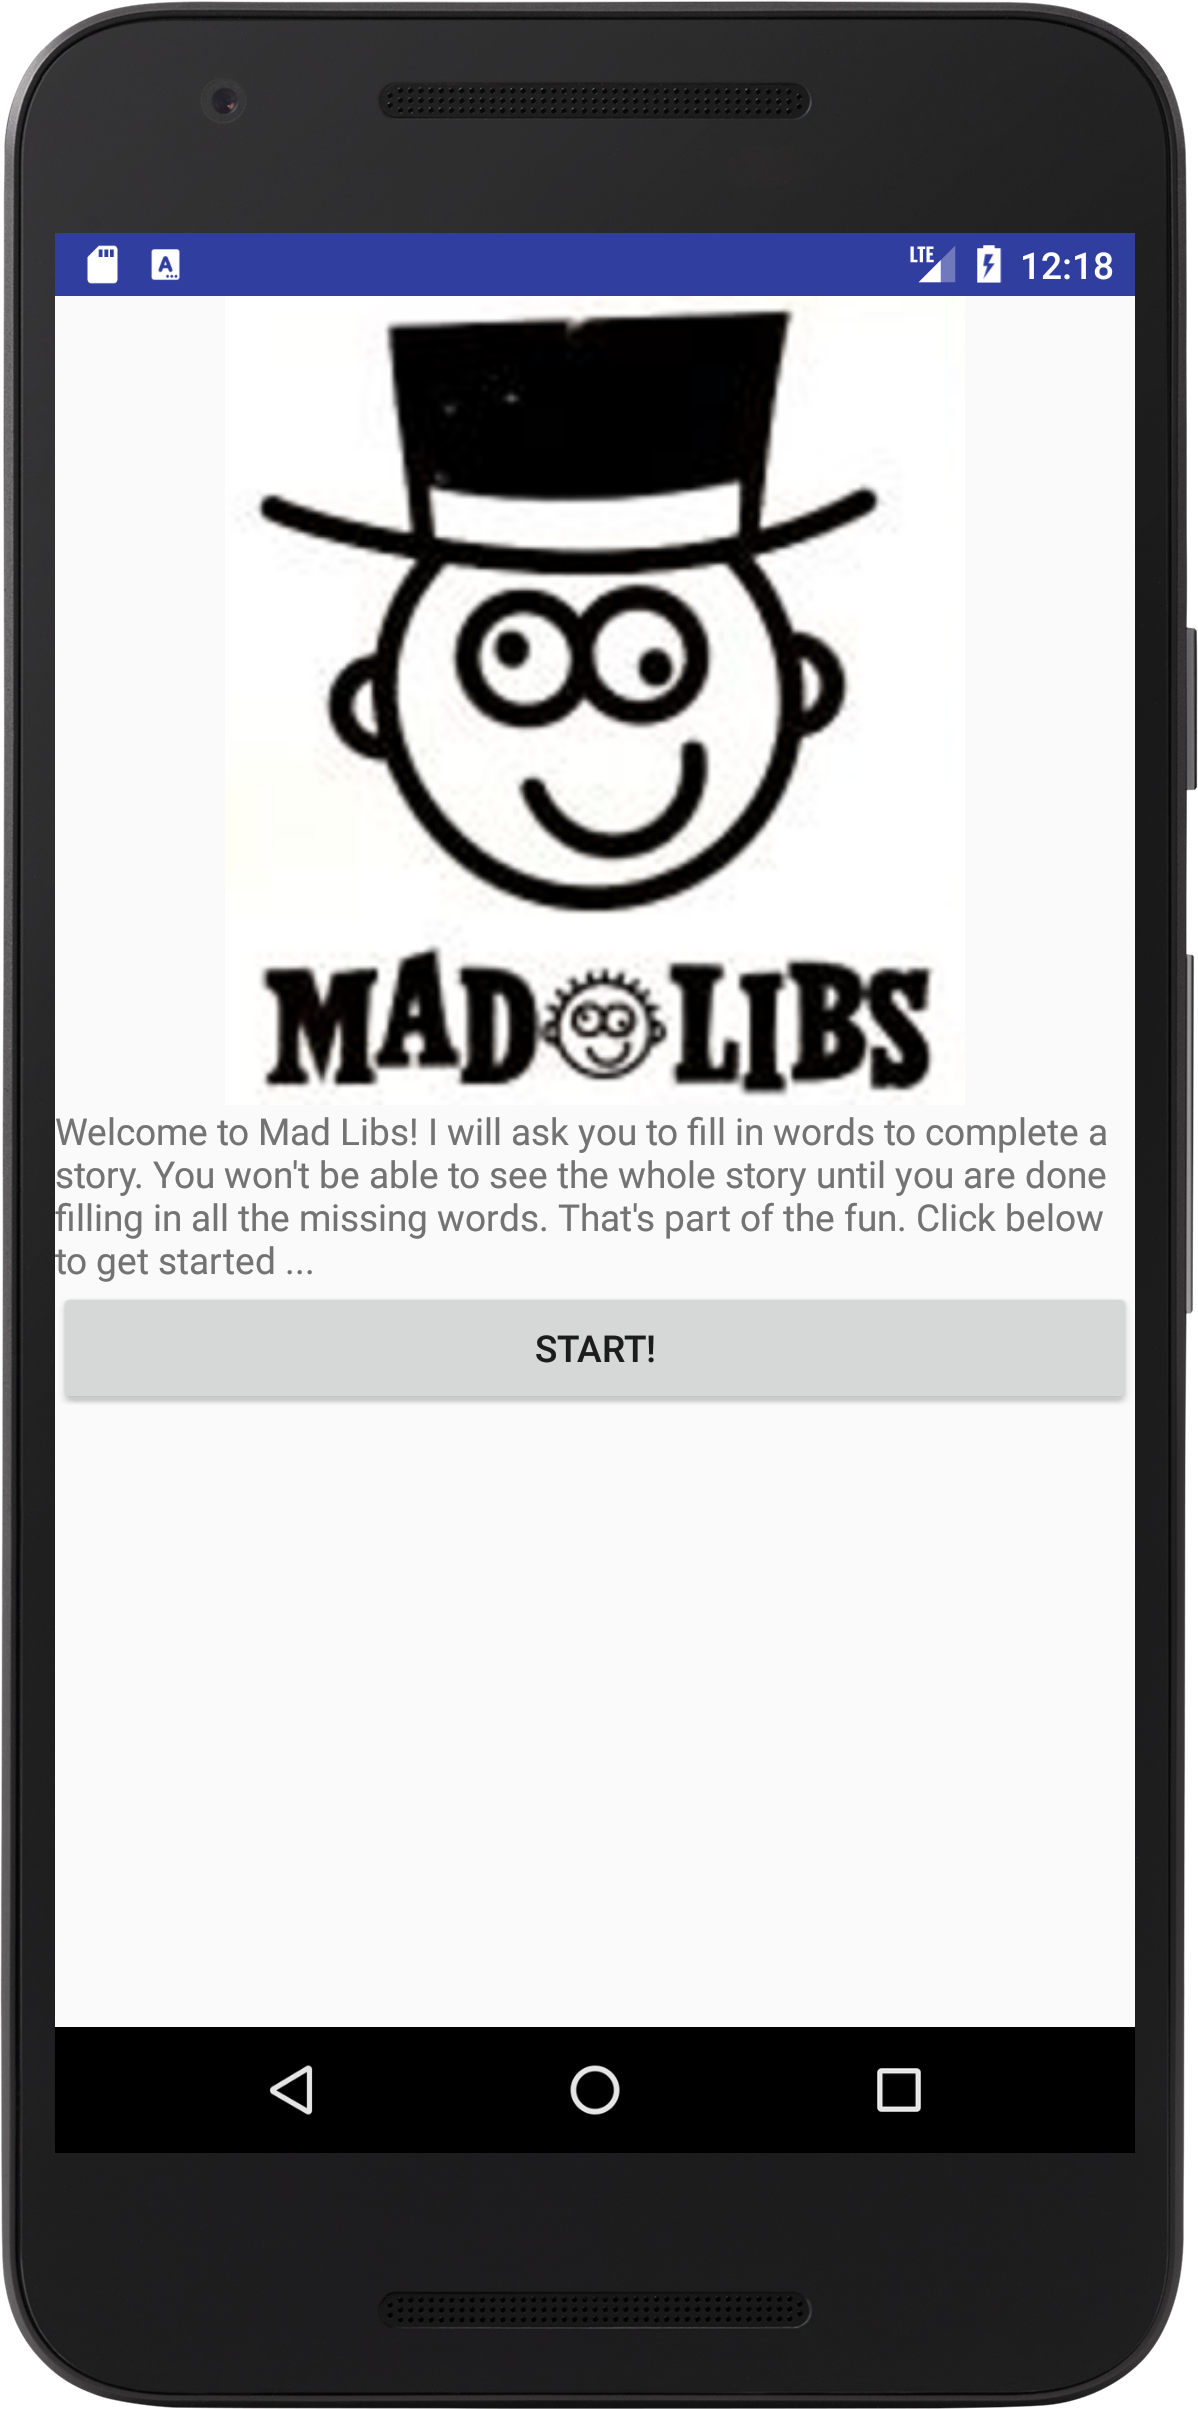 LTE 12:18
MAD LIBS
Welcome to Mad Libs! I will ask you to fill in words to complete a
story. You won't be able to see the whole story until you are done
filling in all the missing words. That's part of the fun. Click below
to get started ...
START!